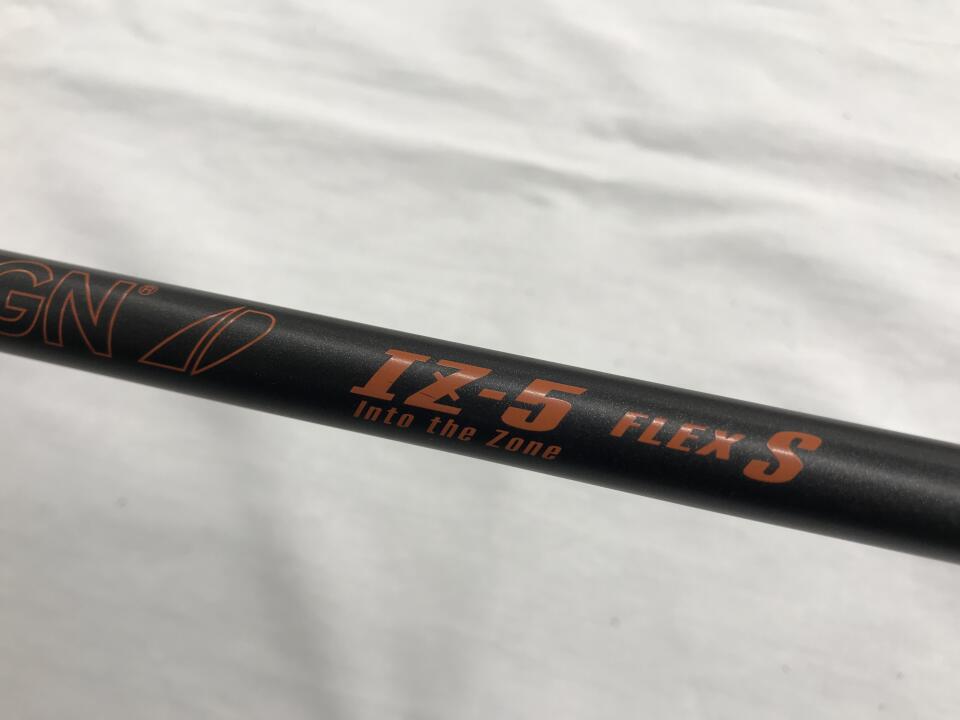 GN®
IZ-5 FLEX S
Into the Zone